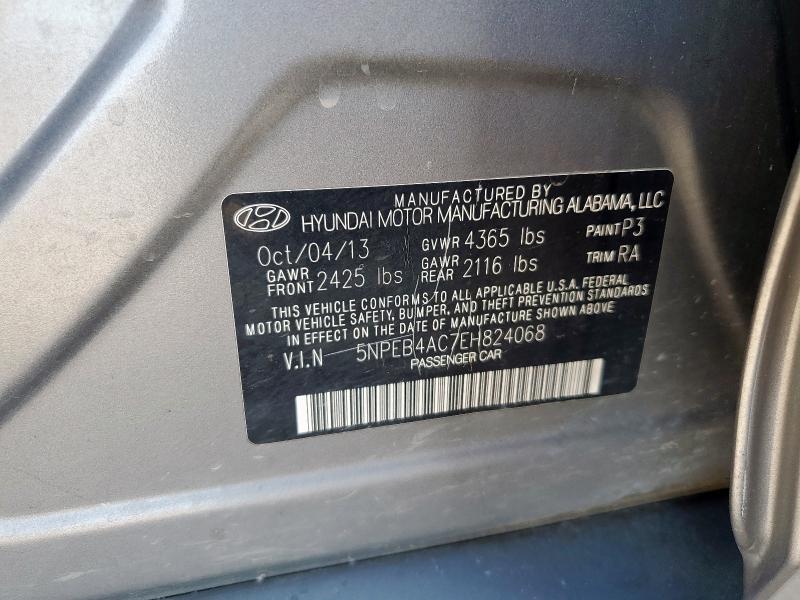 MANUFACTURED BY
HYUNDAI MOTOR MANUFACTURING ALABAMA, LLC
Oct/04/13 GVWR 4365 lbs PAINT P3
GAWR FRONT 2425 lbs GAWR REAR 2116 lbs TRIM RA
THIS VEHICLE CONFORMS TO ALL APPLICABLE U.S.A. FEDERAL
MOTOR VEHICLE SAFETY, BUMPER, AND THEFT PREVENTION STANDARDS
IN EFFECT ON THE DATE OF MANUFACTURE SHOWN ABOVE
V.I.N 5NPEB4AC7EH824068
PASSENGER CAR